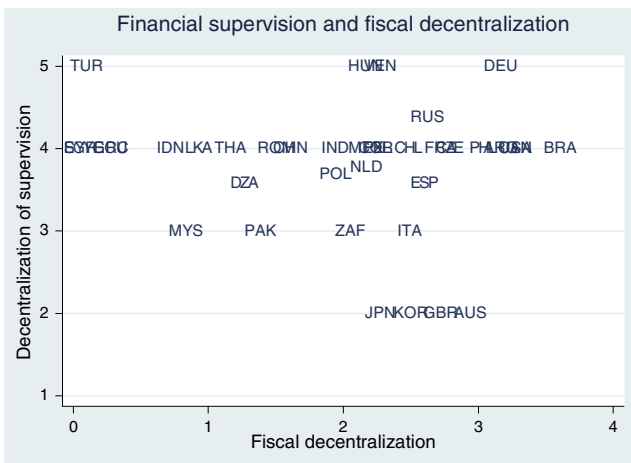 Financial supervision and fiscal decentralization
Decentralization of supervision
5
TUR
DEU
RUS
4
IDN LKA THA
IND
BRA
NLD
POL
DZA
ESP
3
MYS
PAK
ZAF
ITA
2
JPN KOR GBR AUS
1
0
1
2
3
4
Fiscal decentralization